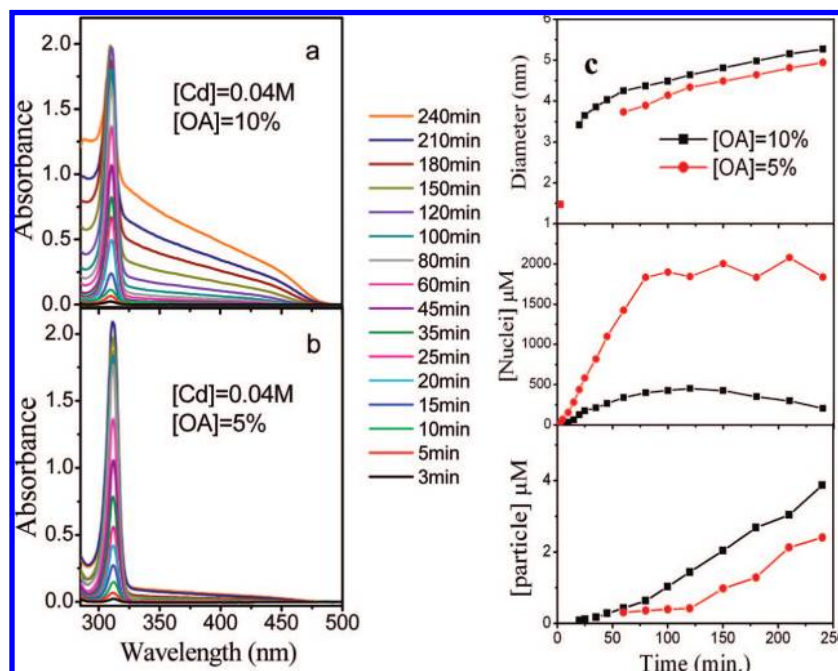 a
[Cd]=0.04M
[OA]=10%
2.0
1.5
1.0
0.5
0.0
Absorbance
b
[Cd]=0.04M
[OA]=5%
2.0
1.5
1.0
0.5
0.0
Absorbance
300 350 400 450 500
Wavelength (nm)
240min
210min
180min
150min
120min
100min
80min
60min
45min
35min
25min
20min
15min
10min
5min
3min
c
6
5
4
3
2
1
Diameter (nm)
[OA]=10%
[OA]=5%
2000
1500
1000
500
0
[Nuclei] µM
4
2
0
[particle] µM
0 50 100 150 200 250
Time (min.)